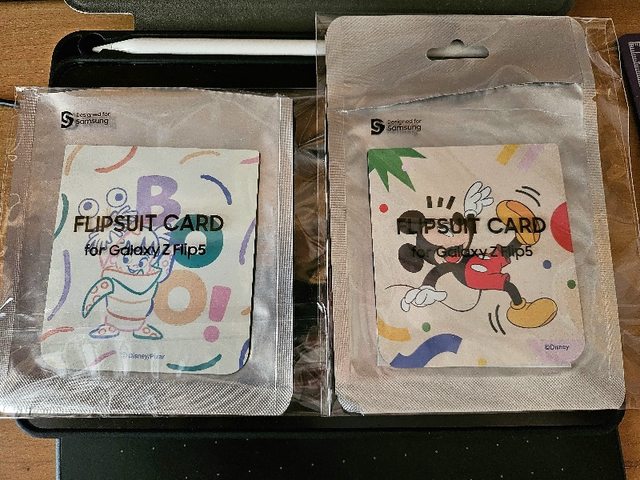 Designed for
Samsung
BOO!
FLIPSUIT CARD
for Galaxy Z Flip5
©Disney/Pixar
Designed for
Samsung
FLIPSUIT CARD
for Galaxy Z Flip5
©Disney